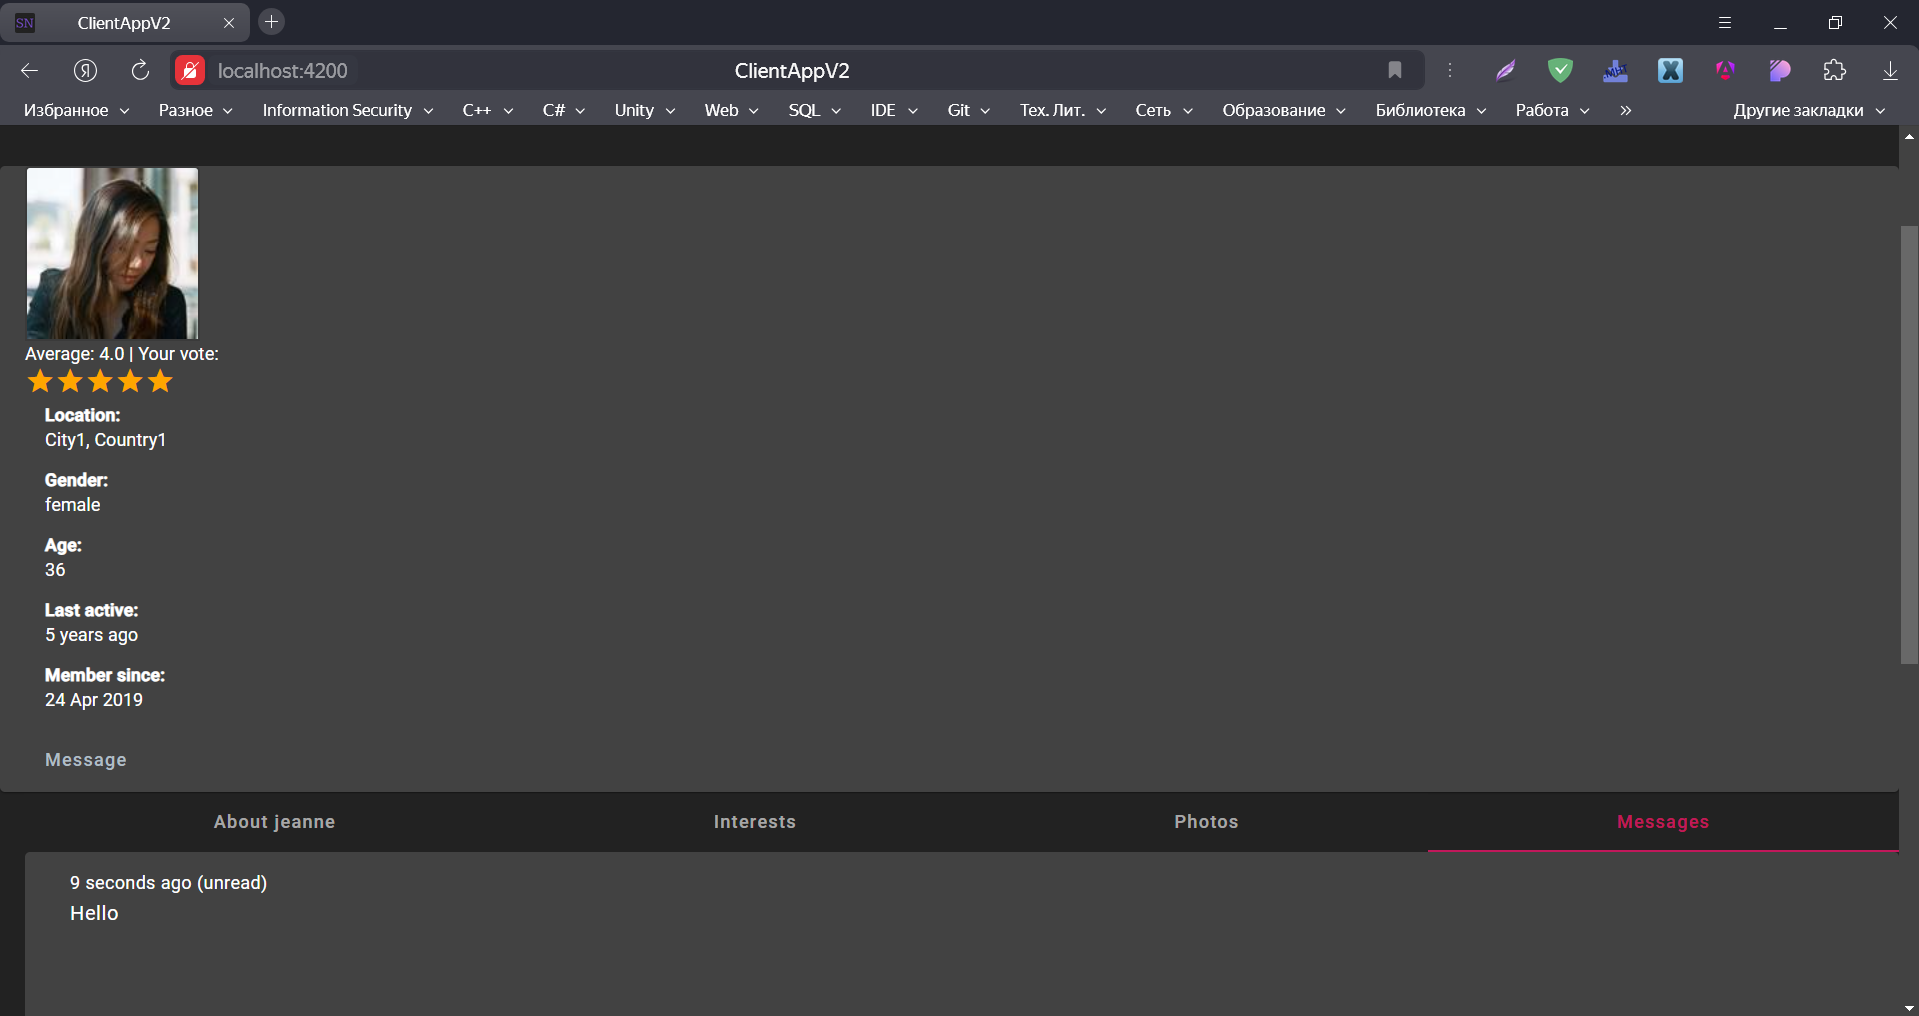 SN ClientAppV2
Я localhost:4200 ClientAppV2
Избранное Разное Information Security C++ C# Unity Web SQL IDE Git Тех. Лит. Сеть Образование Библиотека Работа » Другие закладки
Average: 4.0 | Your vote:
Location:
City1, Country1
Gender:
female
Age:
36
Last active:
5 years ago
Member since:
24 Apr 2019
Message
About jeanne Interests Photos Messages
9 seconds ago (unread)
Hello